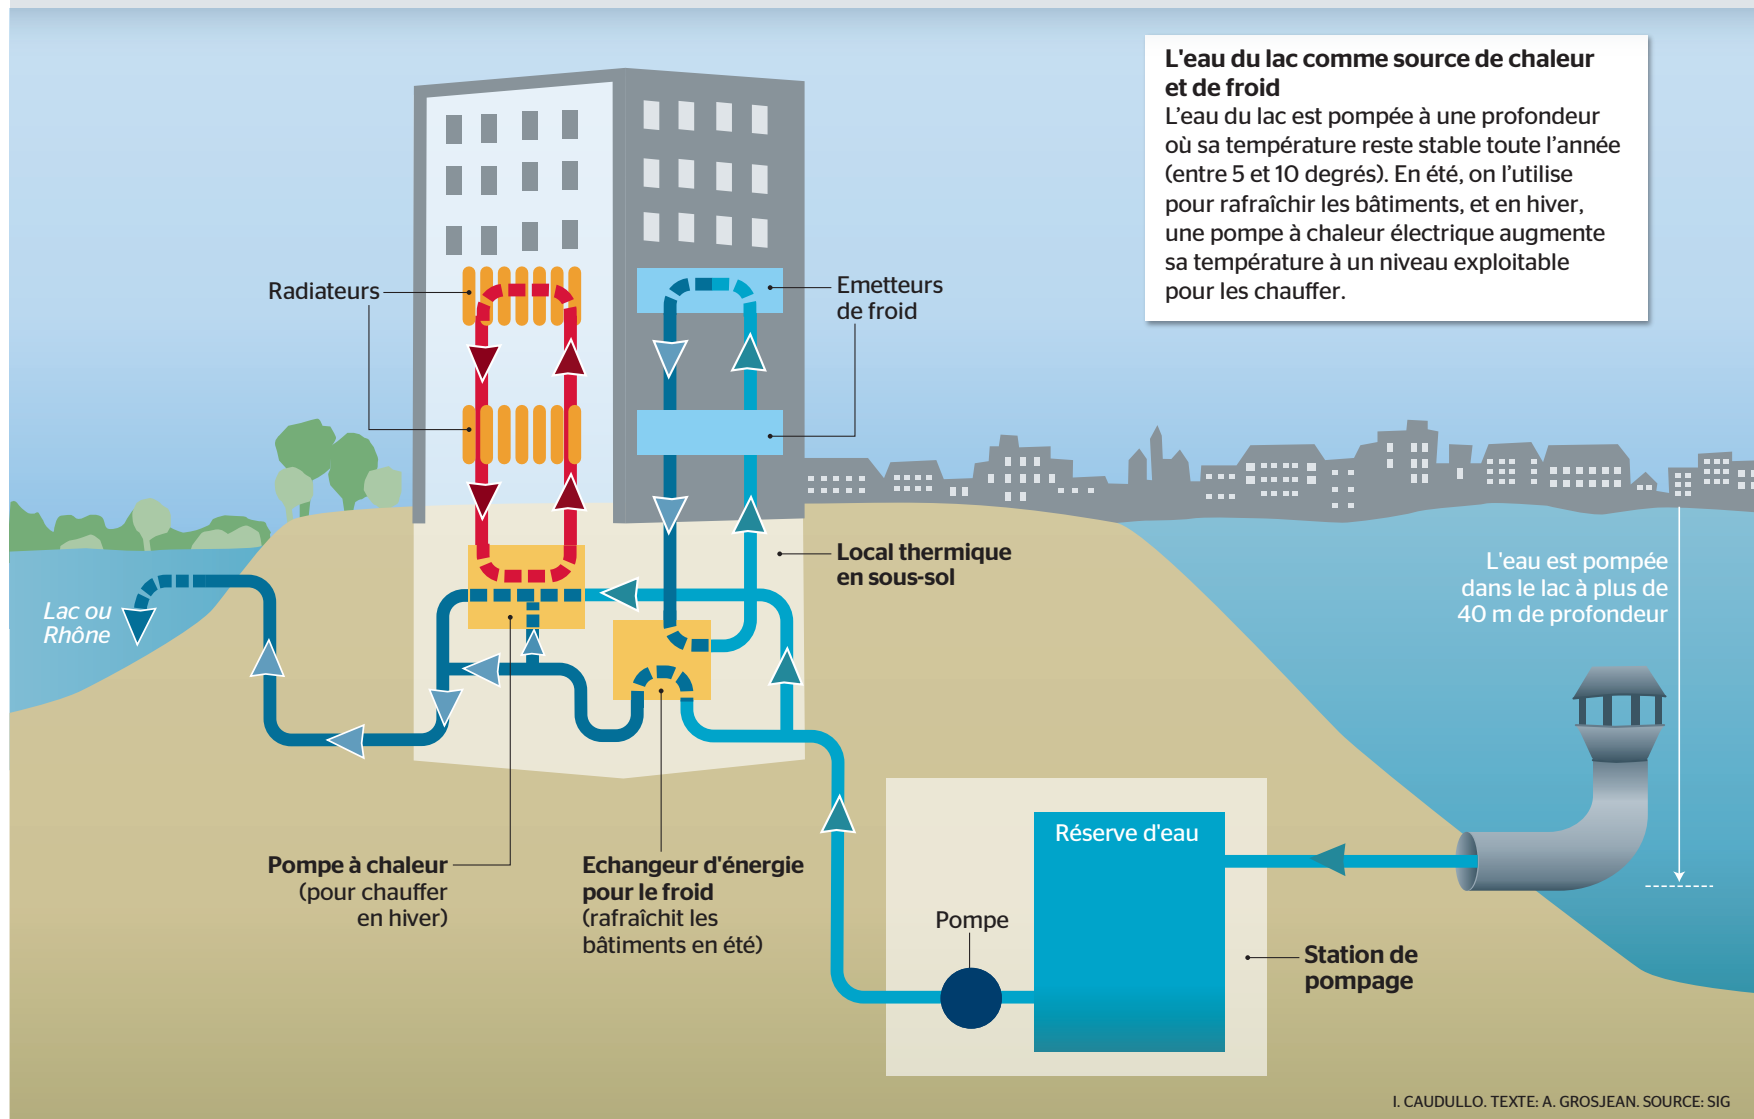 L'eau du lac comme source de chaleur
et de froid
L’eau du lac est pompée à une profondeur
où sa température reste stable toute l’année
(entre 5 et 10 degrés). En été, on l’utilise
pour rafraîchir les bâtiments, et en hiver,
une pompe à chaleur électrique augmente
sa température à un niveau exploitable
pour les chauffer.
Radiateurs
Emetteurs
de froid
Local thermique
en sous-sol
L'eau est pompée
dans le lac à plus de
40 m de profondeur
Lac ou
Rhône
Pompe à chaleur
(pour chauffer
en hiver)
Echangeur d'énergie
pour le froid
(rafraîchit les
bâtiments en été)
Réserve d'eau
Pompe
Station de
pompage
I. CAUDULLO. TEXTE: A. GROSJEAN. SOURCE: SIG